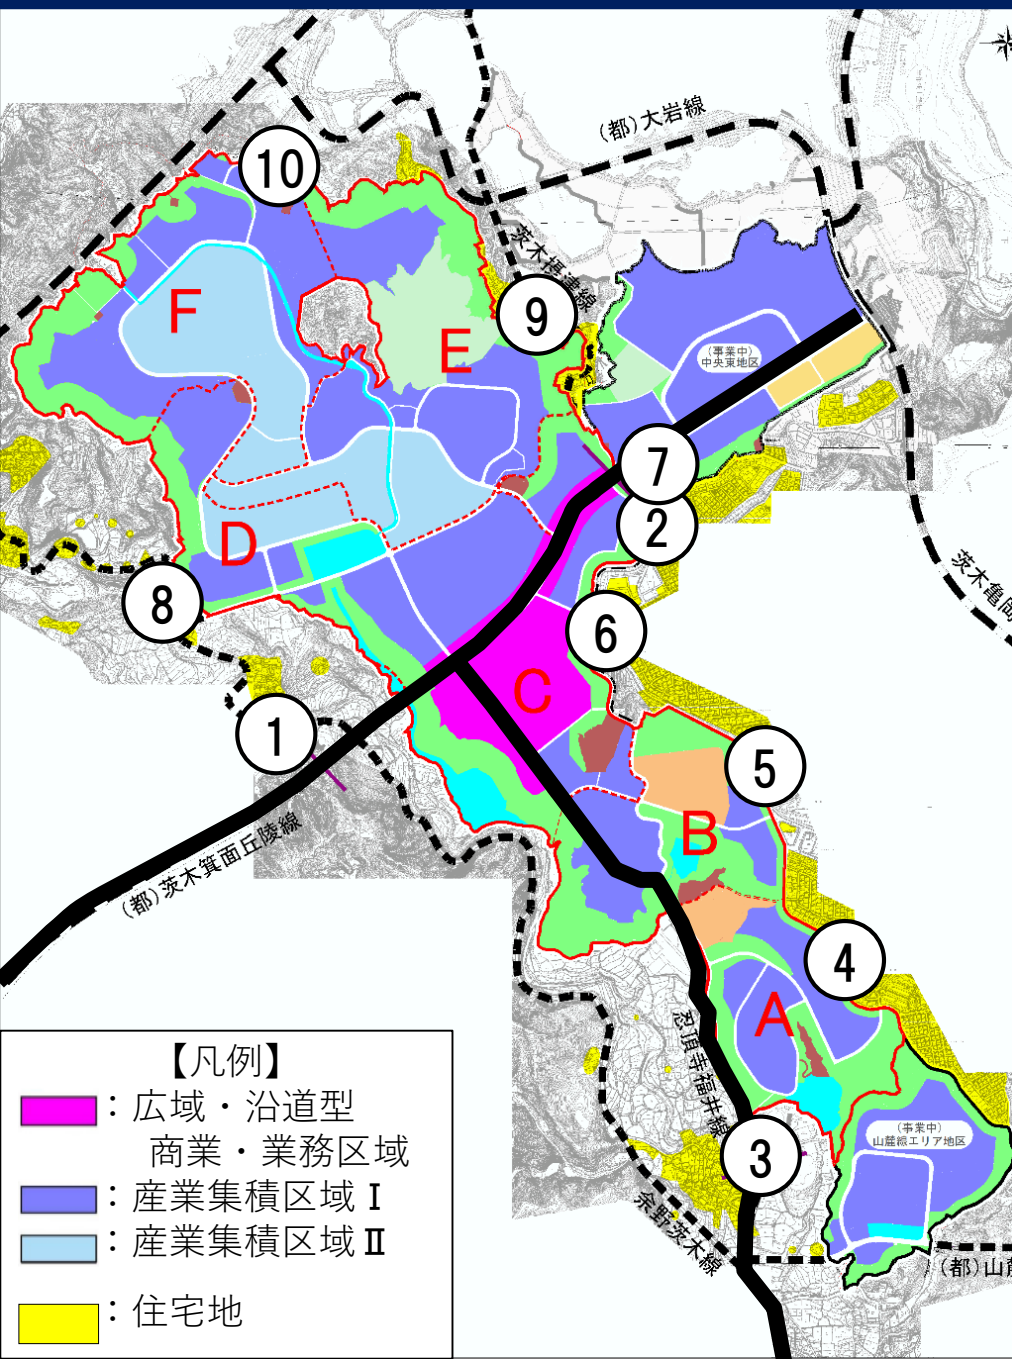 (都)大岩線
10
茨木摂津線
F
9
E
(事業中)
中央東地区
7
2
D
茨木亀岡
8
6
C
1
5
B
(都)茨木箕面丘陵線
4
A
忍頂寺福井線
(事業中)
山麓線エリア地区
3
余野茨木線
(都)山麓
【凡例】
:広域・沿道型
商業・業務区域
:産業集積区域Ⅰ
:産業集積区域Ⅱ
:住宅地